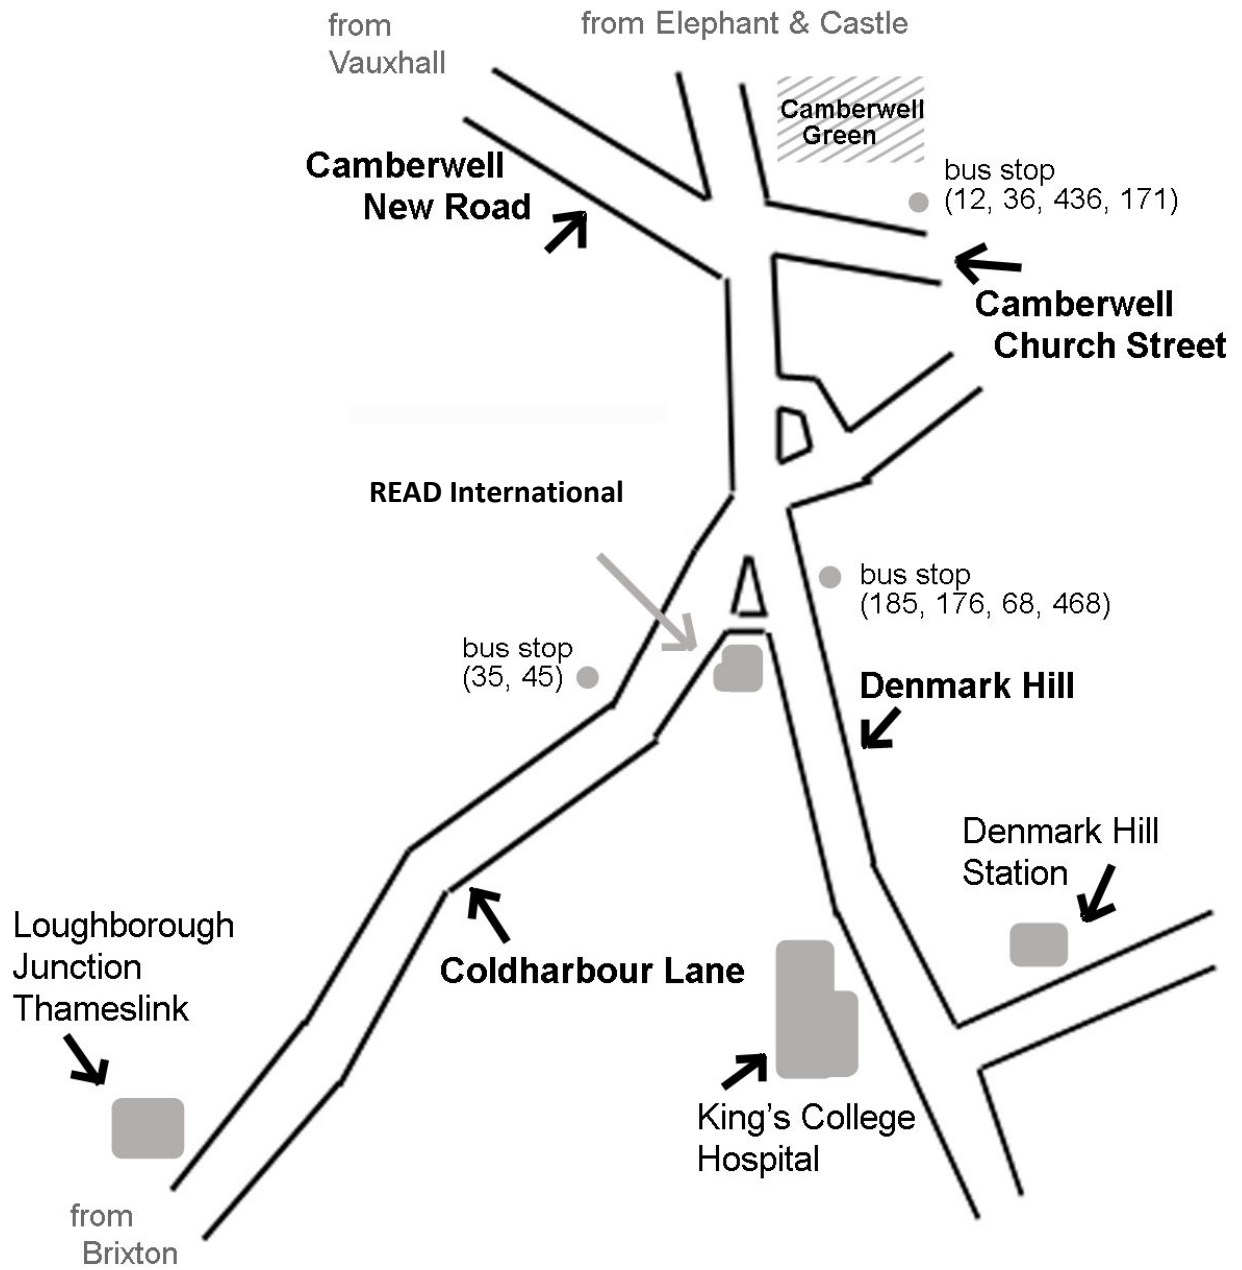 from
Vauxhall
from Elephant & Castle
Camberwell
Green
Camberwell
New Road
bus stop
(12, 36, 436, 171)
Camberwell
Church Street
READ International
bus stop
(185, 176, 68, 468)
bus stop
(35, 45)
Denmark Hill
Denmark Hill
Station
Loughborough
Junction
Thameslink
Coldharbour Lane
King's College
Hospital
from
Brixton